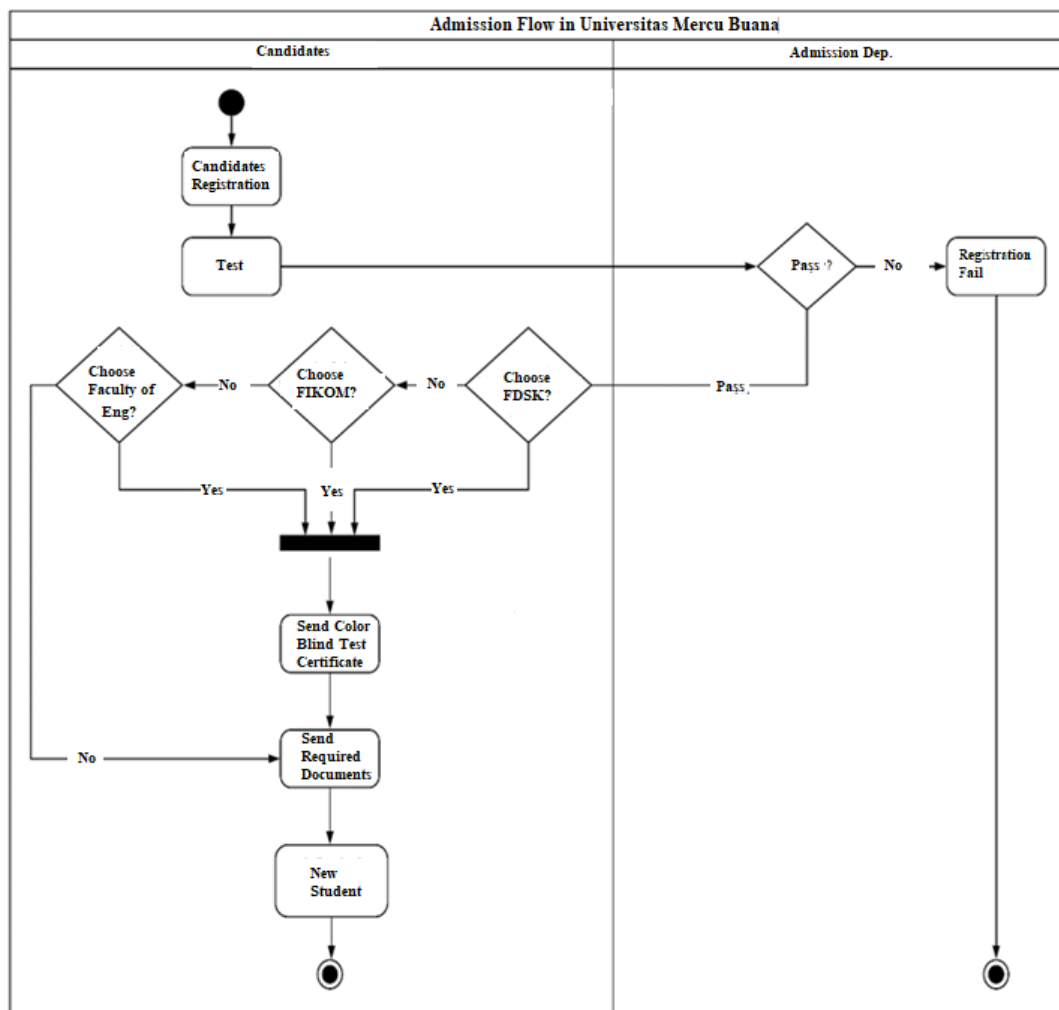 Admission Flow in Universitas Mercu Buana
Candidates
Admission Dep.
Candidates
Registration
Test
Pass ?
No
Registration
Fail
Choose
Faculty of
Eng?
No
Choose
FIKOM?
No
Choose
FDSK?
Pass
Yes
Yes
Yes
Send Color
Blind Test
Certificate
No
Send
Required
Documents
New
Student